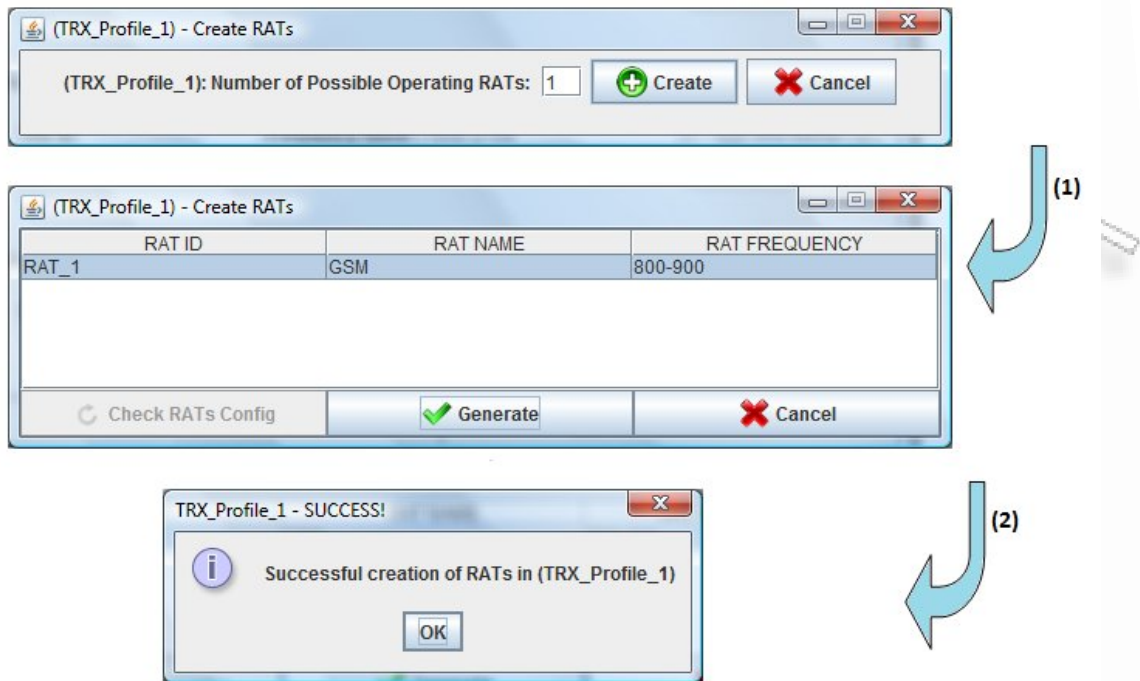 (TRX_Profile_1) - Create RATs
(TRX_Profile_1): Number of Possible Operating RATs: 1 Create Cancel
(1)
(TRX_Profile_1) - Create RATs
RAT ID RAT NAME RAT FREQUENCY
RAT_1 GSM 800-900
Check RATs Config Generate Cancel
(2)
TRX_Profile_1 - SUCCESS!
Successful creation of RATs in (TRX_Profile_1)
OK